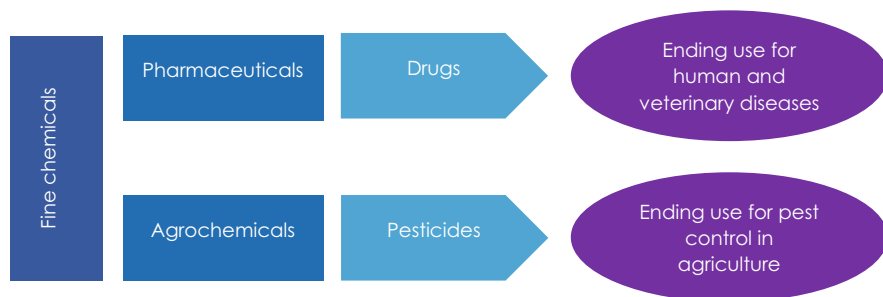 Fine chemicals
Pharmaceuticals
Drugs
Ending use for
human and
veterinary diseases
Agrochemicals
Pesticides
Ending use for pest
control in
agriculture